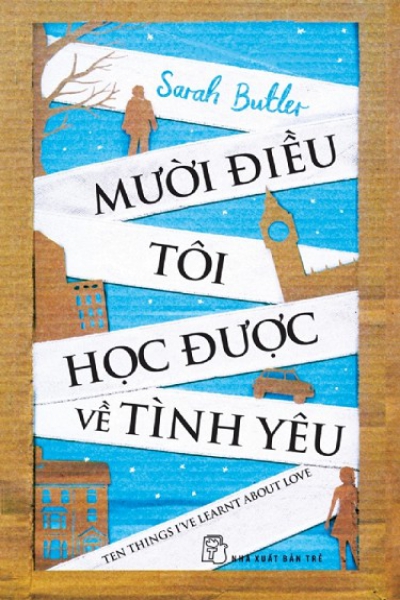 Sarah Butler
MƯỜI ĐIỀU
TÔI
HỌC ĐƯỢC
VỀ TÌNH YÊU
TEN THINGS I'VE LEARNT ABOUT LOVE
NHÀ XUẤT BẢN TRẺ